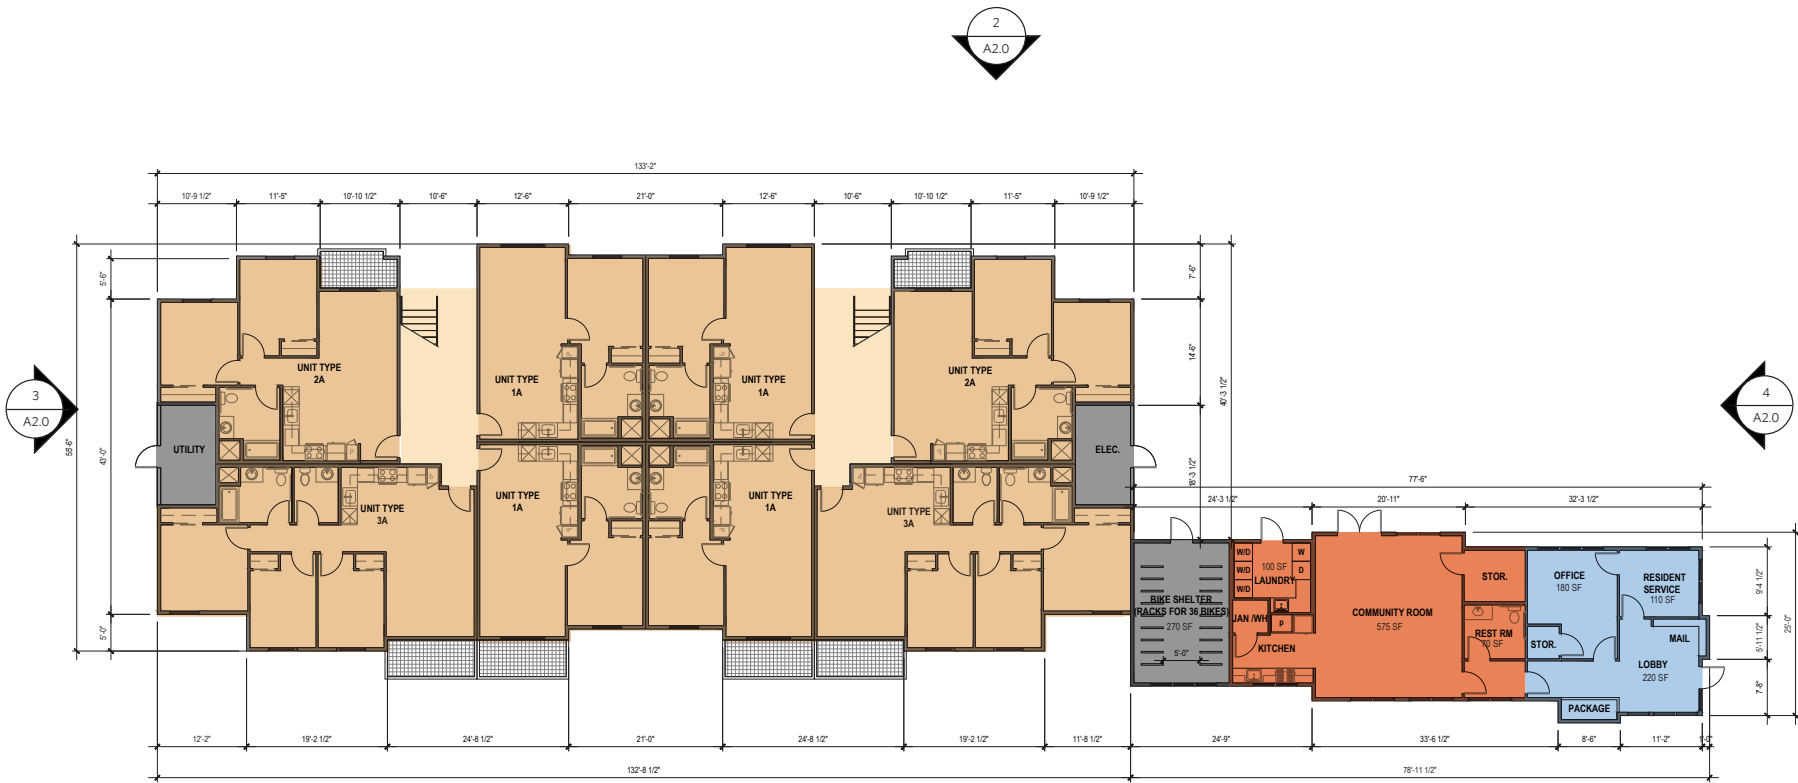 2
A2.0
133'-2"
10'-9 1/2"
11'-5"
10'-10 1/2"
10'-6"
12'-6"
21'-0"
12'-6"
10'-6"
10'-10 1/2"
11'-5"
10'-9 1/2"
5'-6"
43'-0"
5'-0"
7'-6"
14'-6"
18'-3 1/2"
40'-3 1/2"
3
A2.0
4
A2.0
UNIT TYPE
2A
UNIT TYPE
1A
UNIT TYPE
1A
UNIT TYPE
2A
UTILITY
ELEC.
UNIT TYPE
3A
UNIT TYPE
1A
UNIT TYPE
1A
UNIT TYPE
3A
77'-6"
24'-3 1/2"
20'-11"
32'-3 1/2"
W/D
W/D
W/D
W
D
100 SF
LAUNDRY
BIKE SHELTER
(RACKS FOR 36 BIKES)
270 SF
5'-0"
JAN /WH
P
KITCHEN
COMMUNITY ROOM
575 SF
STOR.
REST RM
70 SF
OFFICE
180 SF
RESIDENT
SERVICE
110 SF
STOR.
MAIL
LOBBY
220 SF
PACKAGE
9'-4 1/2"
5'-11 1/2"
7'-8"
25'-0"
12'-2"
19'-2 1/2"
24'-8 1/2"
21'-0"
24'-8 1/2"
19'-2 1/2"
11'-8 1/2"
24'-9"
33'-6 1/2"
8'-6"
11'-2"
1'-0"
132'-8 1/2"
78'-11 1/2"